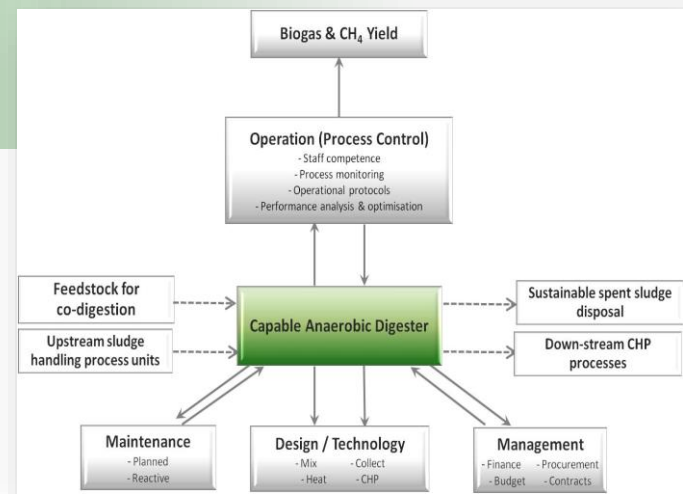 Biogas & CH₄ Yield
Operation (Process Control)
- Staff competence
- Process monitoring
- Operational protocols
- Performance analysis & optimisation
Feedstock for
co-digestion
Upstream sludge
handling process units
Capable Anaerobic Digester
Sustainable spent sludge
disposal
Down-stream CHP
processes
Maintenance
- Planned
- Reactive
Design / Technology
- Mix - Collect
- Heat - CHP
Management
- Finance - Procurement
- Budget - Contracts